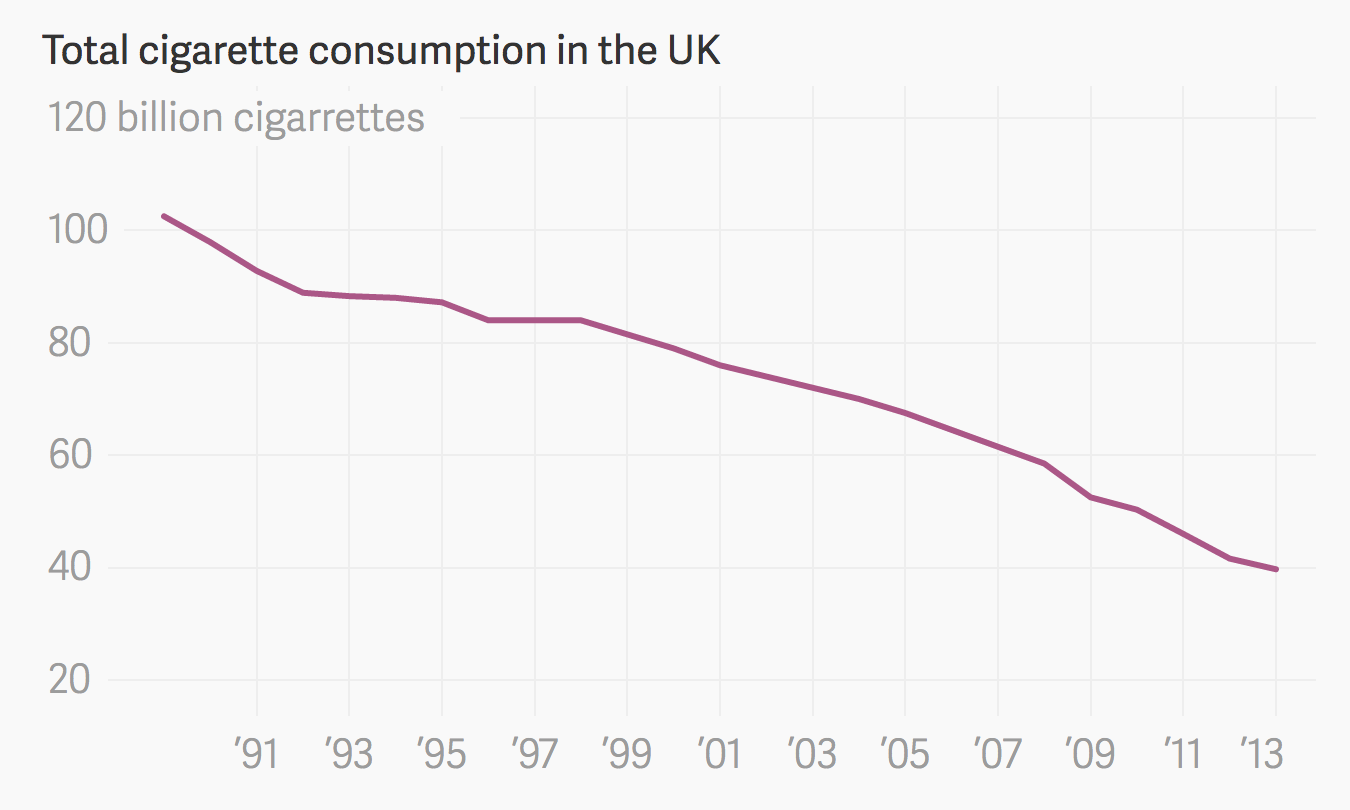 Total cigarette consumption in the UK
120 billion cigarrettes
100
80
60
40
20
’91 ’93 ’95 ’97 ’99 ’01 ’03 ’05 ’07 ’09 ’11 ’13